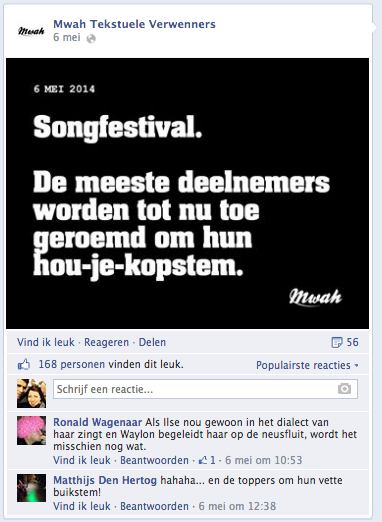 Mwah
Mwah Tekstuele Verwenners
6 mei
6 MEI 2014
Songfestival.
De meeste deelnemers
worden tot nu toe
geroemd om hun
hou-je-kopstem.
Mwah
Vind ik leuk · Reageren · Delen
56
168 personen vinden dit leuk.
Populairste reacties
Schrijf een reactie...
Ronald Wagenaar Als Ilse nou gewoon in het dialect van
haar zingt en Waylon begeleidt haar op de neusfluit, wordt het
misschien nog wat.
Vind ik leuk · Beantwoorden · 1 · 6 mei om 10:53
Matthijs Den Hertog hahaha... en de toppers om hun vette
buikstem!
Vind ik leuk · Beantwoorden · 6 mei om 12:38